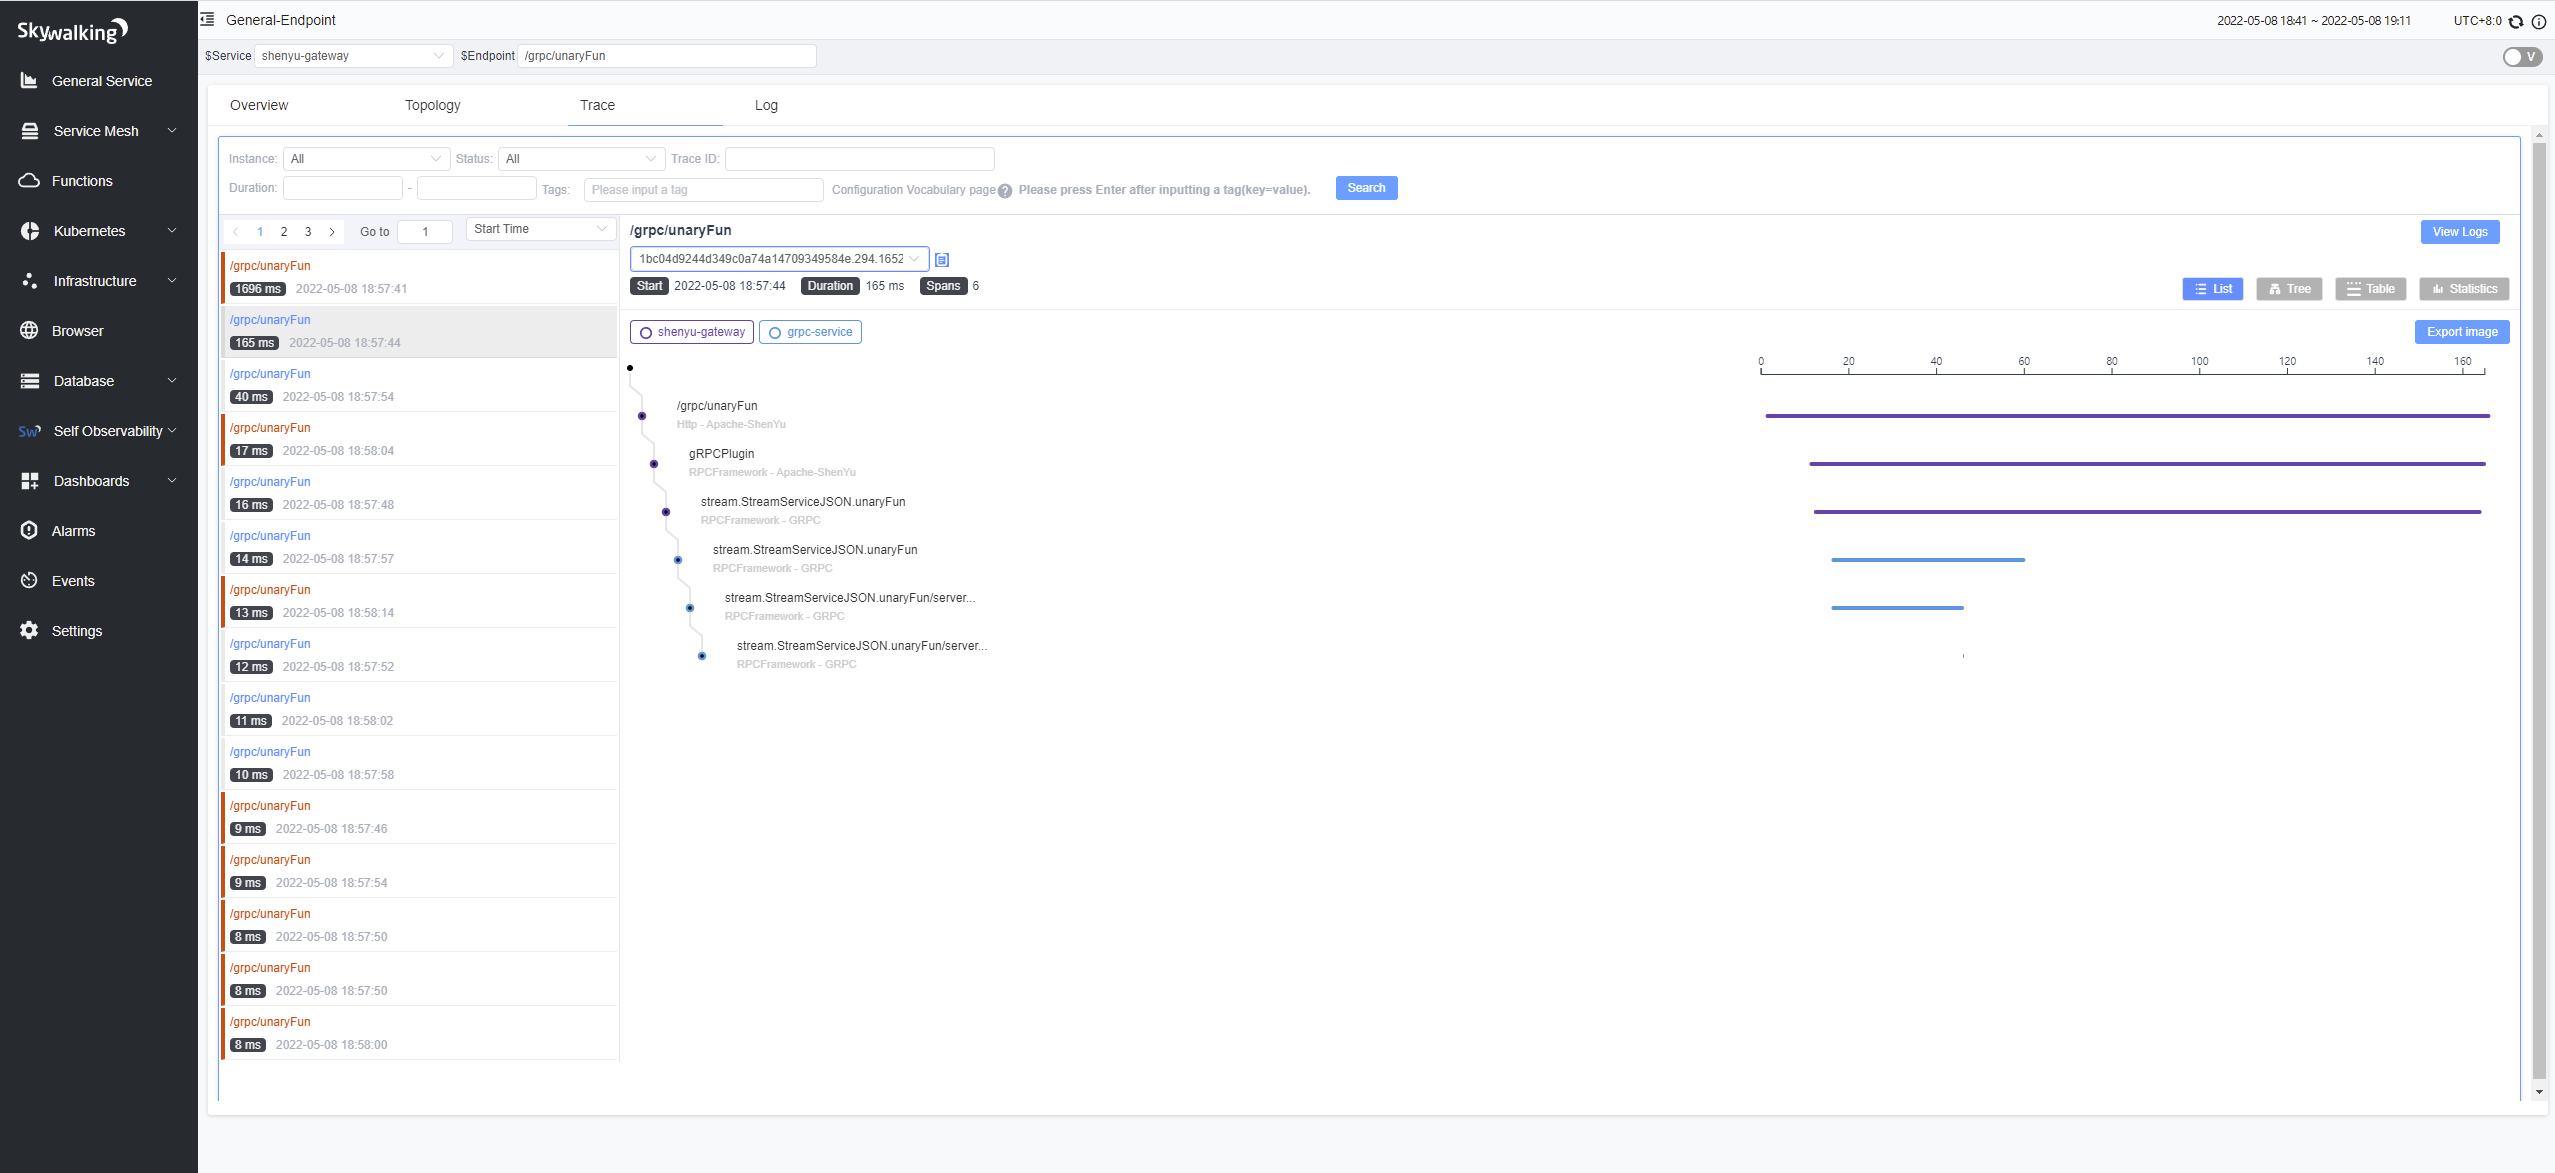 Skywalking
General Service
Service Mesh
Functions
Kubernetes
Infrastructure
Browser
Database
Sw Self Observability
Dashboards
Alarms
Events
Settings
General-Endpoint
2022-05-08 18:41 ~ 2022-05-08 19:11 UTC+8:0
$Service shenyu-gateway $Endpoint /grpc/unaryFun
V
Overview Topology Trace Log
Instance: All Status: All Trace ID:
Duration: - Tags: Please input a tag Configuration Vocabulary page ? Please press Enter after inputting a tag(key=value). Search
1 2 3 Go to 1 Start Time
/grpc/unaryFun
1696 ms 2022-05-08 18:57:41
/grpc/unaryFun
165 ms 2022-05-08 18:57:44
/grpc/unaryFun
40 ms 2022-05-08 18:57:54
/grpc/unaryFun
17 ms 2022-05-08 18:58:04
/grpc/unaryFun
16 ms 2022-05-08 18:57:48
/grpc/unaryFun
14 ms 2022-05-08 18:57:57
/grpc/unaryFun
13 ms 2022-05-08 18:58:14
/grpc/unaryFun
12 ms 2022-05-08 18:57:52
/grpc/unaryFun
11 ms 2022-05-08 18:58:02
/grpc/unaryFun
10 ms 2022-05-08 18:57:58
/grpc/unaryFun
9 ms 2022-05-08 18:57:46
/grpc/unaryFun
9 ms 2022-05-08 18:57:54
/grpc/unaryFun
8 ms 2022-05-08 18:57:50
/grpc/unaryFun
8 ms 2022-05-08 18:57:50
/grpc/unaryFun
8 ms 2022-05-08 18:58:00
/grpc/unaryFun
View Logs
1bc04d9244d349c0a74a14709349584e.294.1652
Start 2022-05-08 18:57:44 Duration 165 ms Spans 6
List Tree Table Statistics
shenyu-gateway grpc-service
Export image
0 20 40 60 80 100 120 140 160
/grpc/unaryFun
Http - Apache-ShenYu
gRPCPlugin
RPCFramework - Apache-ShenYu
stream.StreamServiceJSON.unaryFun
RPCFramework - GRPC
stream.StreamServiceJSON.unaryFun
RPCFramework - GRPC
stream.StreamServiceJSON.unaryFun/server...
RPCFramework - GRPC
stream.StreamServiceJSON.unaryFun/server...
RPCFramework - GRPC